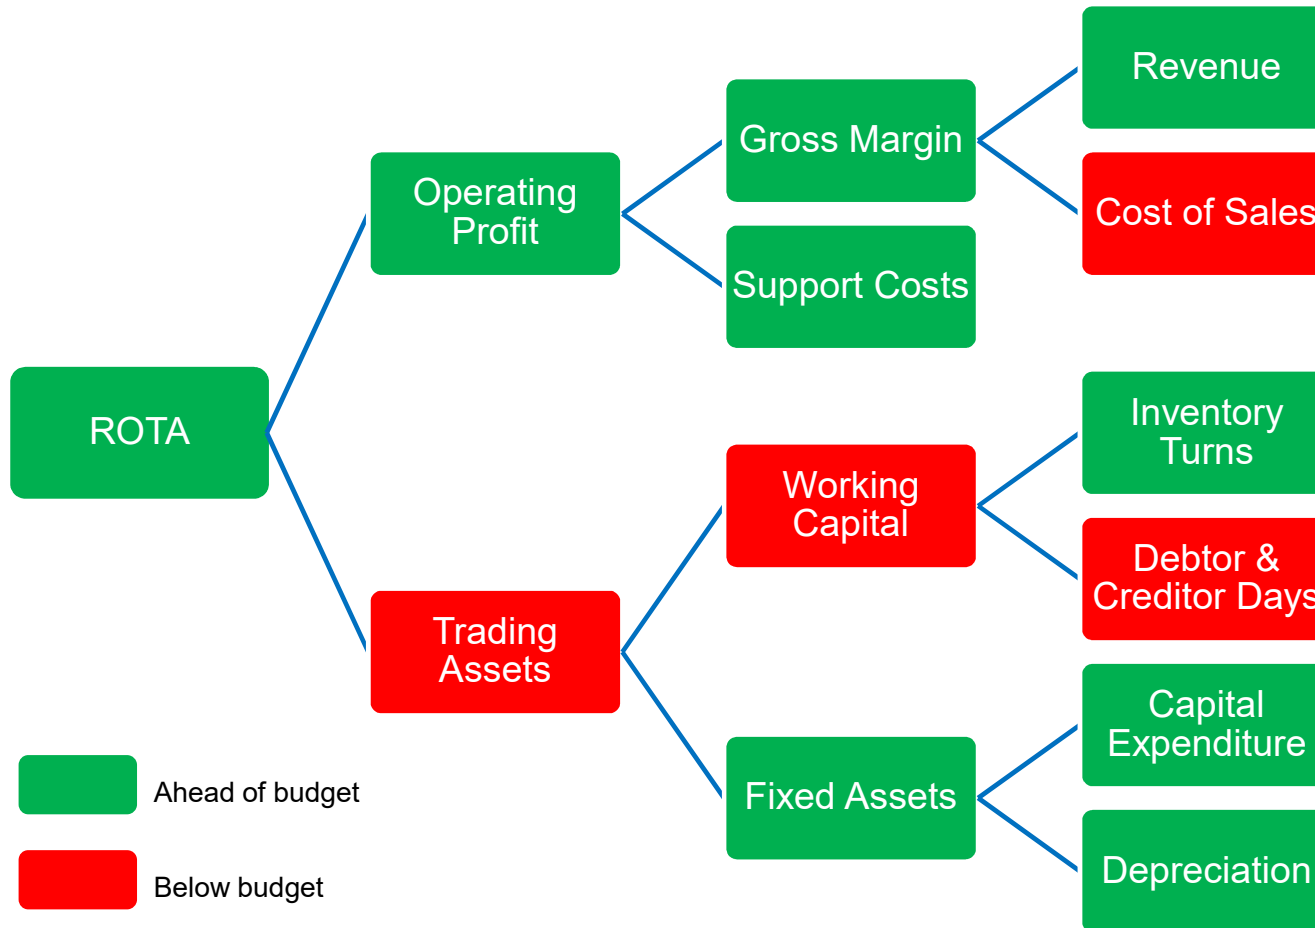 Revenue
Gross Margin
Cost of Sales
Operating
Profit
Support Costs
ROTA
Inventory
Turns
Working
Capital
Debtor &
Creditor Days
Trading
Assets
Capital
Expenditure
Fixed Assets
Depreciation
Ahead of budget
Below budget